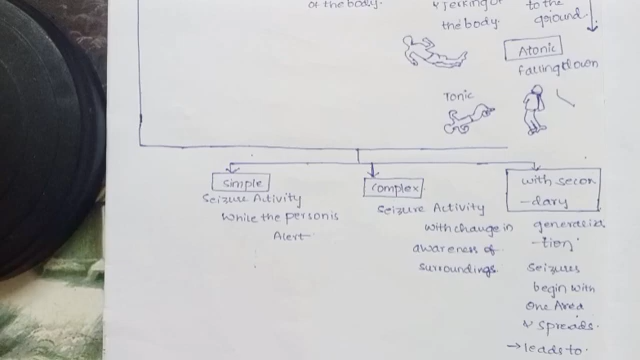 of the body.
& Jerking of
the body.
to the
ground.
Atonic
falling down
Tonic
Simple
Seizure Activity
while the person is
Alert
complex
Seizure Activity
with change in
awareness of
surroundings.
with secon
-dary
generaliza
-tion
Seizures
begin with
one Area
& spreads.
→ leads to.